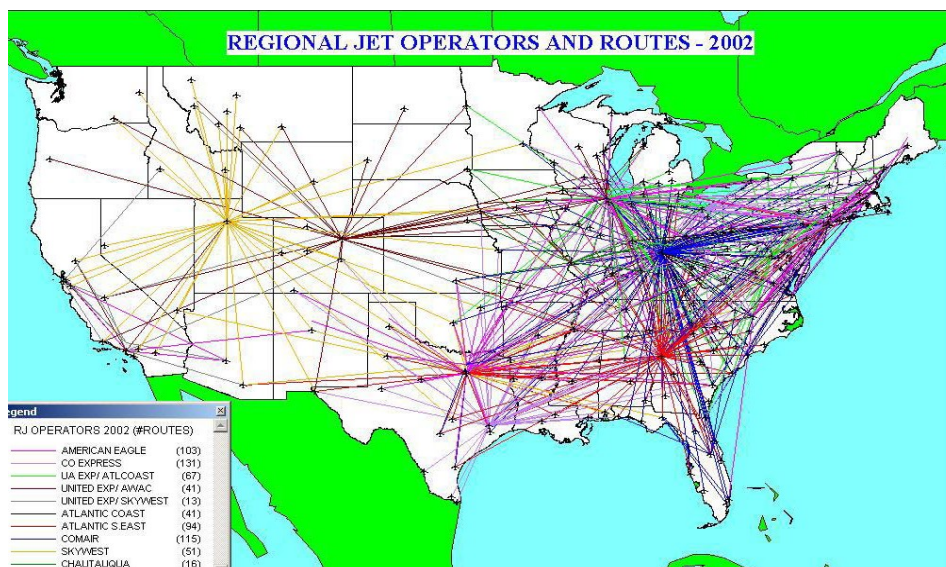 REGIONAL JET OPERATORS AND ROUTES - 2002
egend
RJ OPERATORS 2002 (#ROUTES)
AMERICAN EAGLE (103)
CO EXPRESS (131)
UA EXP/ ATLCOAST (67)
UNITED EXP/ AWAC (41)
UNITED EXP/ SKYWEST (13)
ATLANTIC COAST (41)
ATLANTIC S.EAST (94)
COMAIR (115)
SKYWEST (51)
CHAUTAUQUA (16)